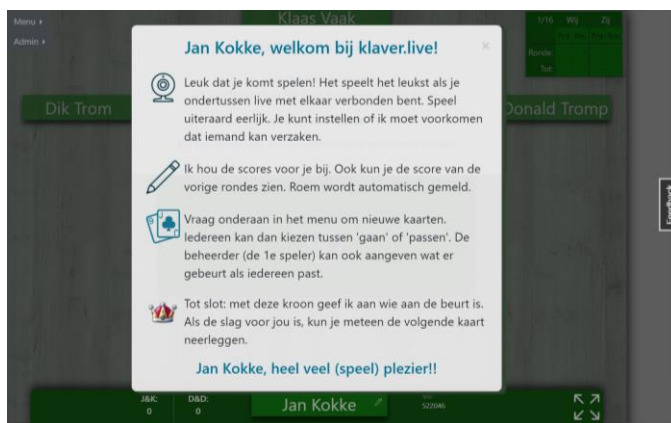 Menu
Admin
Klaas Vaak
1/16 Wij Zij
Ronde:
Tot:
Dik Trom
Donald Tromp
Feedback
Jan Kokke, welkom bij klaver.live!
×
Leuk dat je komt spelen! Het speelt het leukst als je
ondertussen live met elkaar verbonden bent. Speel
uiteraard eerlijk. Je kunt instellen of ik moet voorkomen
dat iemand kan verzaken.
Ik hou de scores voor je bij. Ook kun je de score van de
vorige rondes zien. Roem wordt automatisch gemeld.
Vraag onderaan in het menu om nieuwe kaarten.
Iedereen kan dan kiezen tussen 'gaan' of 'passen'. De
beheerder (de 1e speler) kan ook aangeven wat er
gebeurt als iedereen past.
Tot slot: met deze kroon geef ik aan wie aan de beurt is.
Als de slag voor jou is, kun je meteen de volgende kaart
neerleggen.
Jan Kokke, heel veel (speel) plezier!!
J&K: D&D:
0 0
Jan Kokke
522046